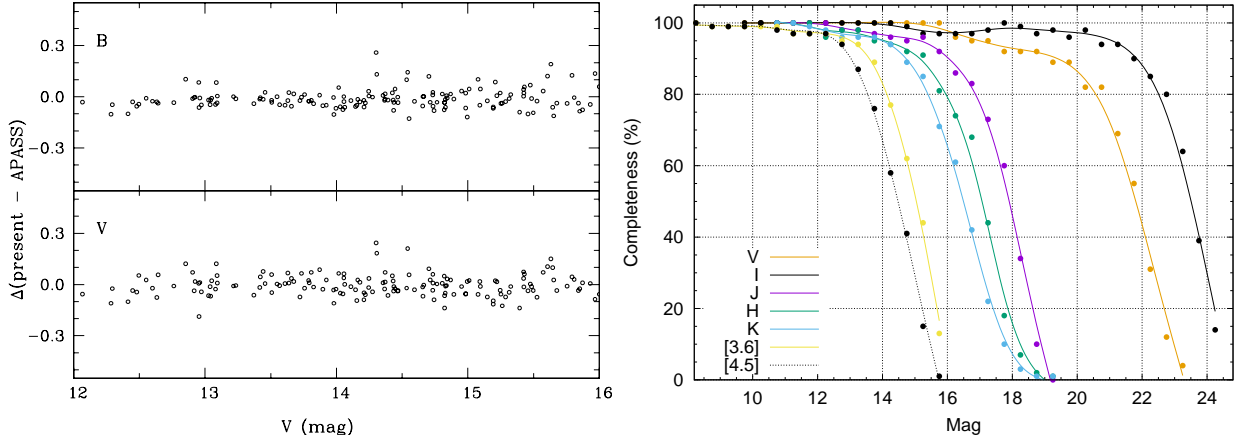 B
0.3
0.0
−0.3
V
0.3
0.0
−0.3
Δ(present − APASS)
12
13
14
15
16
V (mag)
100
80
60
40
20
0
Completeness (%)
V
I
J
H
K
[3.6]
[4.5]
10
12
14
16
18
20
22
24
Mag